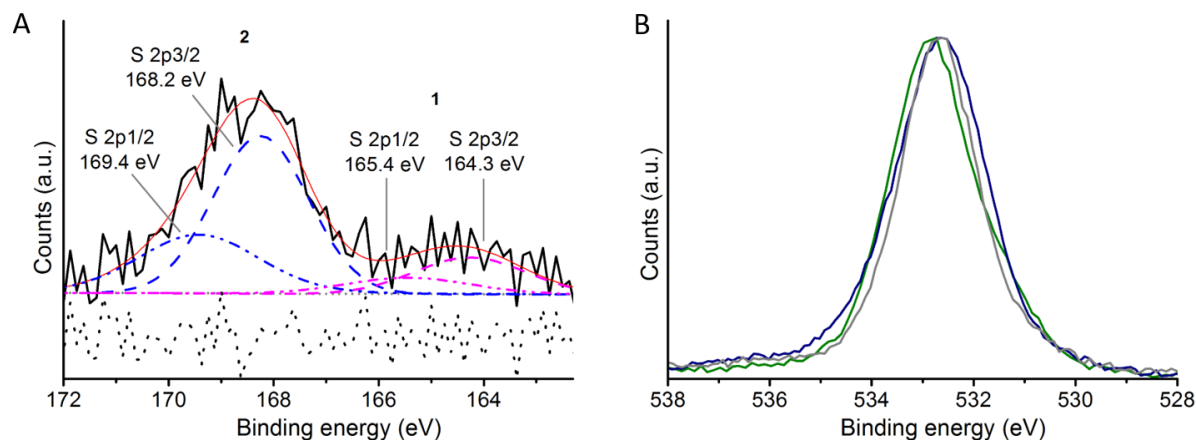 A
2
S 2p3/2
168.2 eV
1
S 2p1/2
169.4 eV
S 2p1/2
165.4 eV
S 2p3/2
164.3 eV
Counts (a.u.)
172 170 168 166 164
Binding energy (eV)
B
Counts (a.u.)
538 536 534 532 530 528
Binding energy (eV)